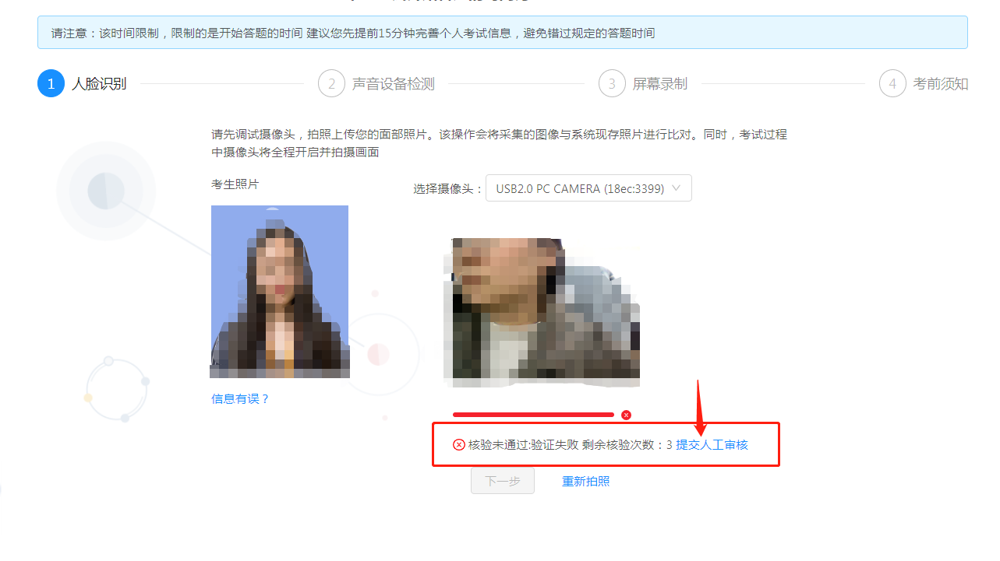 请注意：该时间限制，限制的是开始答题的时间 建议您先提前15分钟完善个人考试信息，避免错过规定的答题时间
1 人脸识别
2 声音设备检测
3 屏幕录制
4 考前须知
请先调试摄像头，拍照上传您的面部照片。该操作会将采集的图像与系统现存照片进行比对。同时，考试过程
中摄像头将全程开启并拍摄画面
考生照片
选择摄像头： USB2.0 PC CAMERA (18ec:3399)
信息有误？
核验未通过:验证失败 剩余核验次数：3 提交人工审核
下一步
重新拍照